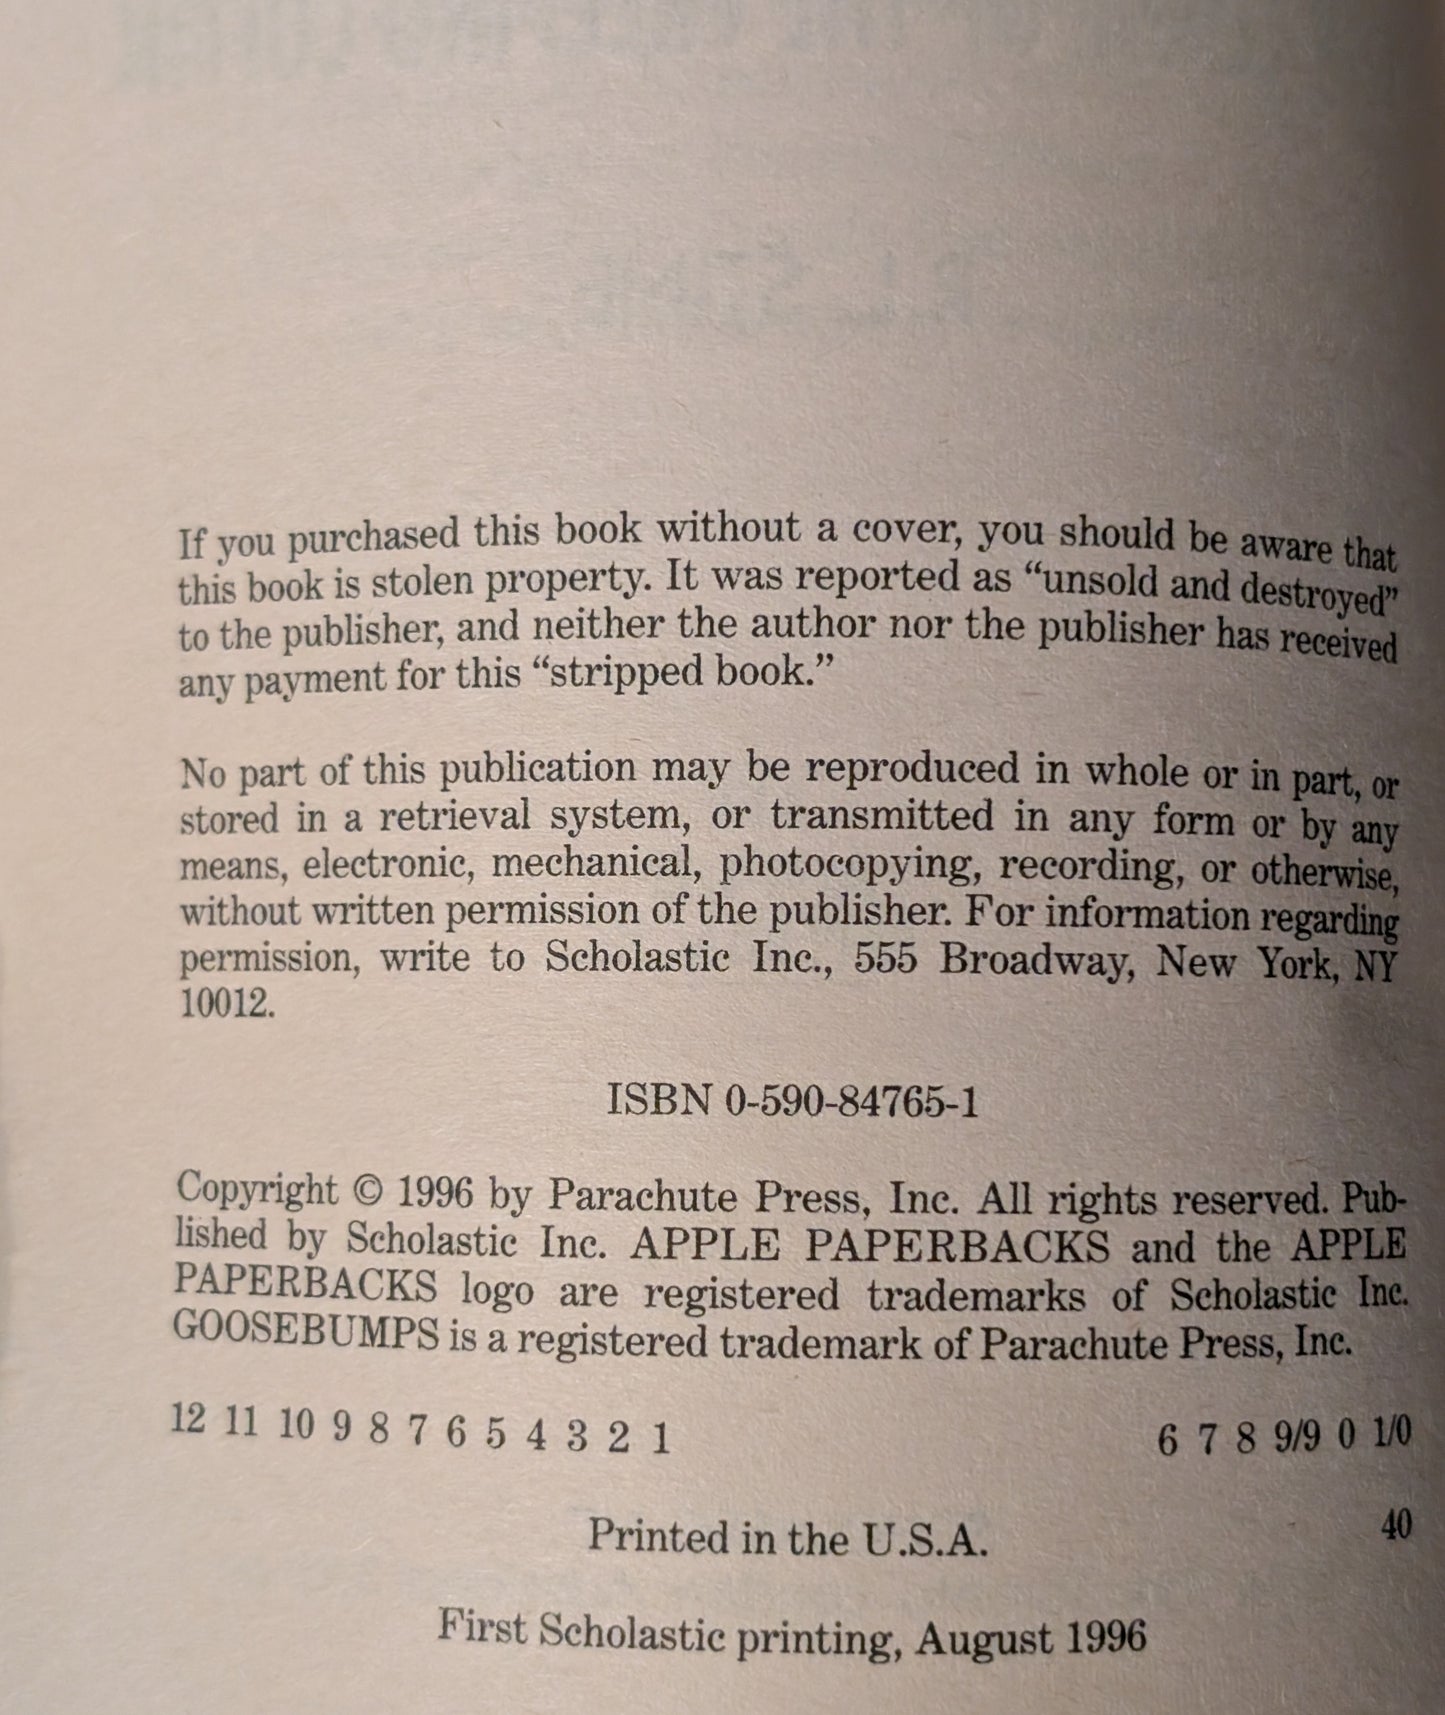 If you purchased this book without a cover, you should be aware that
this book is stolen property. It was reported as “unsold and destroyed”
to the publisher, and neither the author nor the publisher has received
any payment for this “stripped book.”
No part of this publication may be reproduced in whole or in part, or
stored in a retrieval system, or transmitted in any form or by any
means, electronic, mechanical, photocopying, recording, or otherwise,
without written permission of the publisher. For information regarding
permission, write to Scholastic Inc., 555 Broadway, New York, NY
10012.
ISBN 0-590-84765-1
Copyright © 1996 by Parachute Press, Inc. All rights reserved. Pub-
lished by Scholastic Inc. APPLE PAPERBACKS and the APPLE
PAPERBACKS logo are registered trademarks of Scholastic Inc.
GOOSEBUMPS is a registered trademark of Parachute Press, Inc.
12 11 10 9 8 7 6 5 4 3 2 1 6 7 8 9/9 0 1/0
Printed in the U.S.A. 40
First Scholastic printing, August 1996